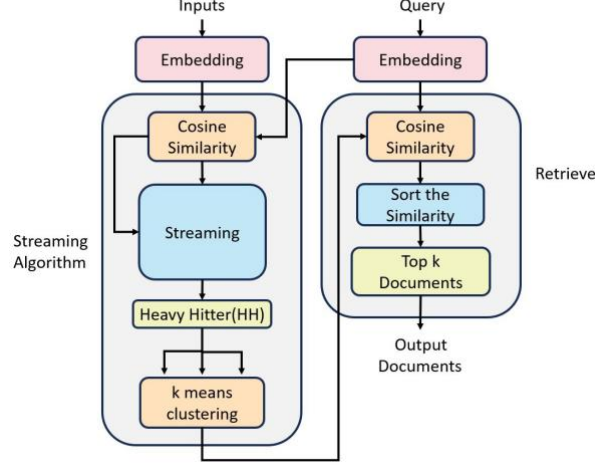 Inputs
Embedding
Cosine
Similarity
Streaming
Streaming
Algorithm
Heavy Hitter(HH)
k means
clustering
Query
Embedding
Cosine
Similarity
Retrieve
Sort the
Similarity
Top k
Documents
Output
Documents